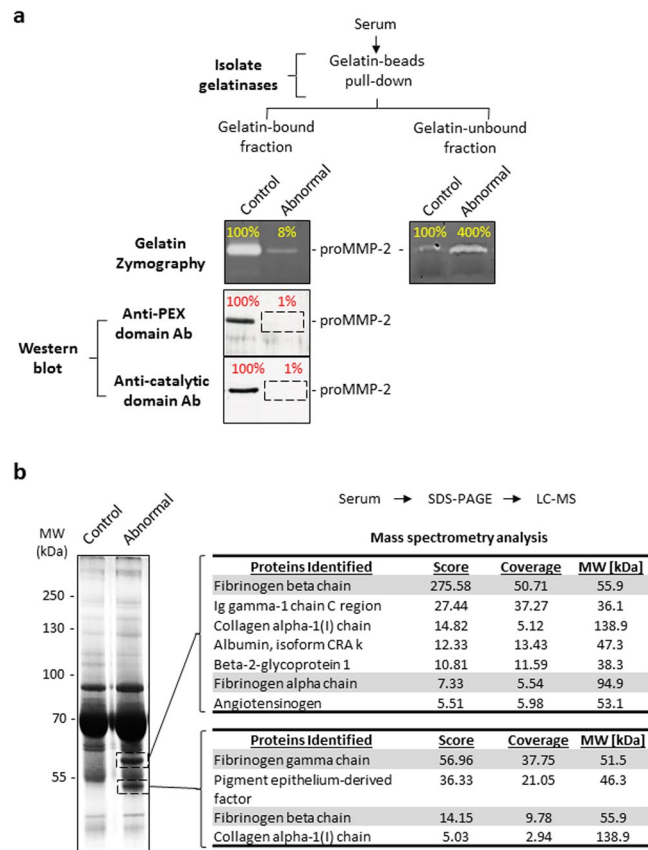 a
Serum
Isolate
gelatinases
Gelatin-beads
pull-down
Gelatin-bound
fraction
Gelatin-unbound
fraction
Control
Abnormal
Control
Abnormal
Gelatin
Zymography
100%
8%
- proMMP-2 -
100%
400%
Western
blot
Anti-PEX
domain Ab
100%
1%
- proMMP-2
Anti-catalytic
domain Ab
100%
1%
- proMMP-2
b
Serum → SDS-PAGE → LC-MS
Control
Abnormal
MW
(kDa)
250 -
130 -
100 -
70 -
55 -
Mass spectrometry analysis
Proteins Identified Score Coverage MW [kDa]
Fibrinogen beta chain 275.58 50.71 55.9
Ig gamma-1 chain C region 27.44 37.27 36.1
Collagen alpha-1(I) chain 14.82 5.12 138.9
Albumin, isoform CRA k 12.33 13.43 47.3
Beta-2-glycoprotein 1 10.81 11.59 38.3
Fibrinogen alpha chain 7.33 5.54 94.9
Angiotensinogen 5.51 5.98 53.1
Proteins Identified Score Coverage MW [kDa]
Fibrinogen gamma chain 56.96 37.75 51.5
Pigment epithelium-derived 36.33 21.05 46.3
factor
Fibrinogen beta chain 14.15 9.78 55.9
Collagen alpha-1(I) chain 5.03 2.94 138.9